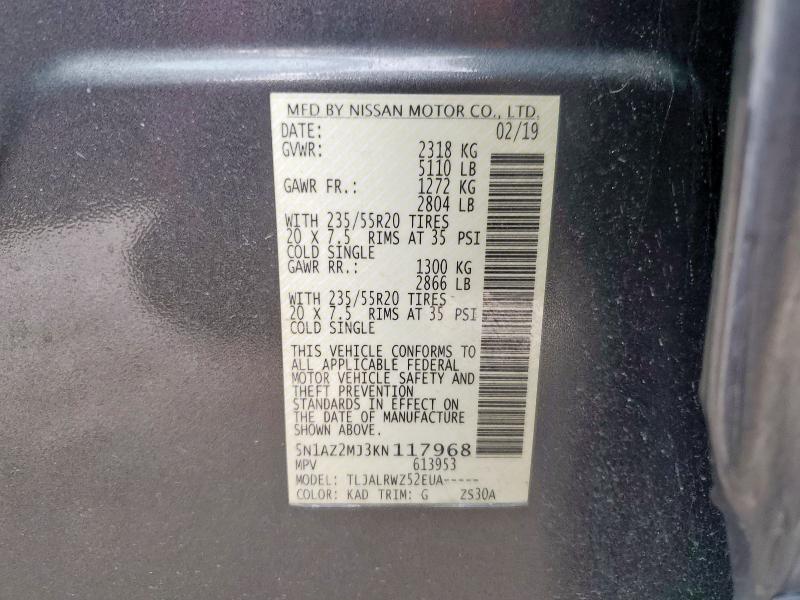 MFD BY NISSAN MOTOR CO., LTD.
DATE: 02/19
GVWR: 2318 KG
5110 LB
GAWR FR.: 1272 KG
2804 LB
WITH 235/55R20 TIRES
20 X 7.5 RIMS AT 35 PSI
COLD SINGLE
GAWR RR.: 1300 KG
2866 LB
WITH 235/55R20 TIRES
20 X 7.5 RIMS AT 35 PSI
COLD SINGLE
THIS VEHICLE CONFORMS TO
ALL APPLICABLE FEDERAL
MOTOR VEHICLE SAFETY AND
THEFT PREVENTION
STANDARDS IN EFFECT ON
THE DATE OF MANUFACTURE
SHOWN ABOVE.
5N1AZ2MJ3KN117968
MPV 613953
MODEL: TLJALRWZ52EUA-----
COLOR: KAD TRIM: G ZS30A